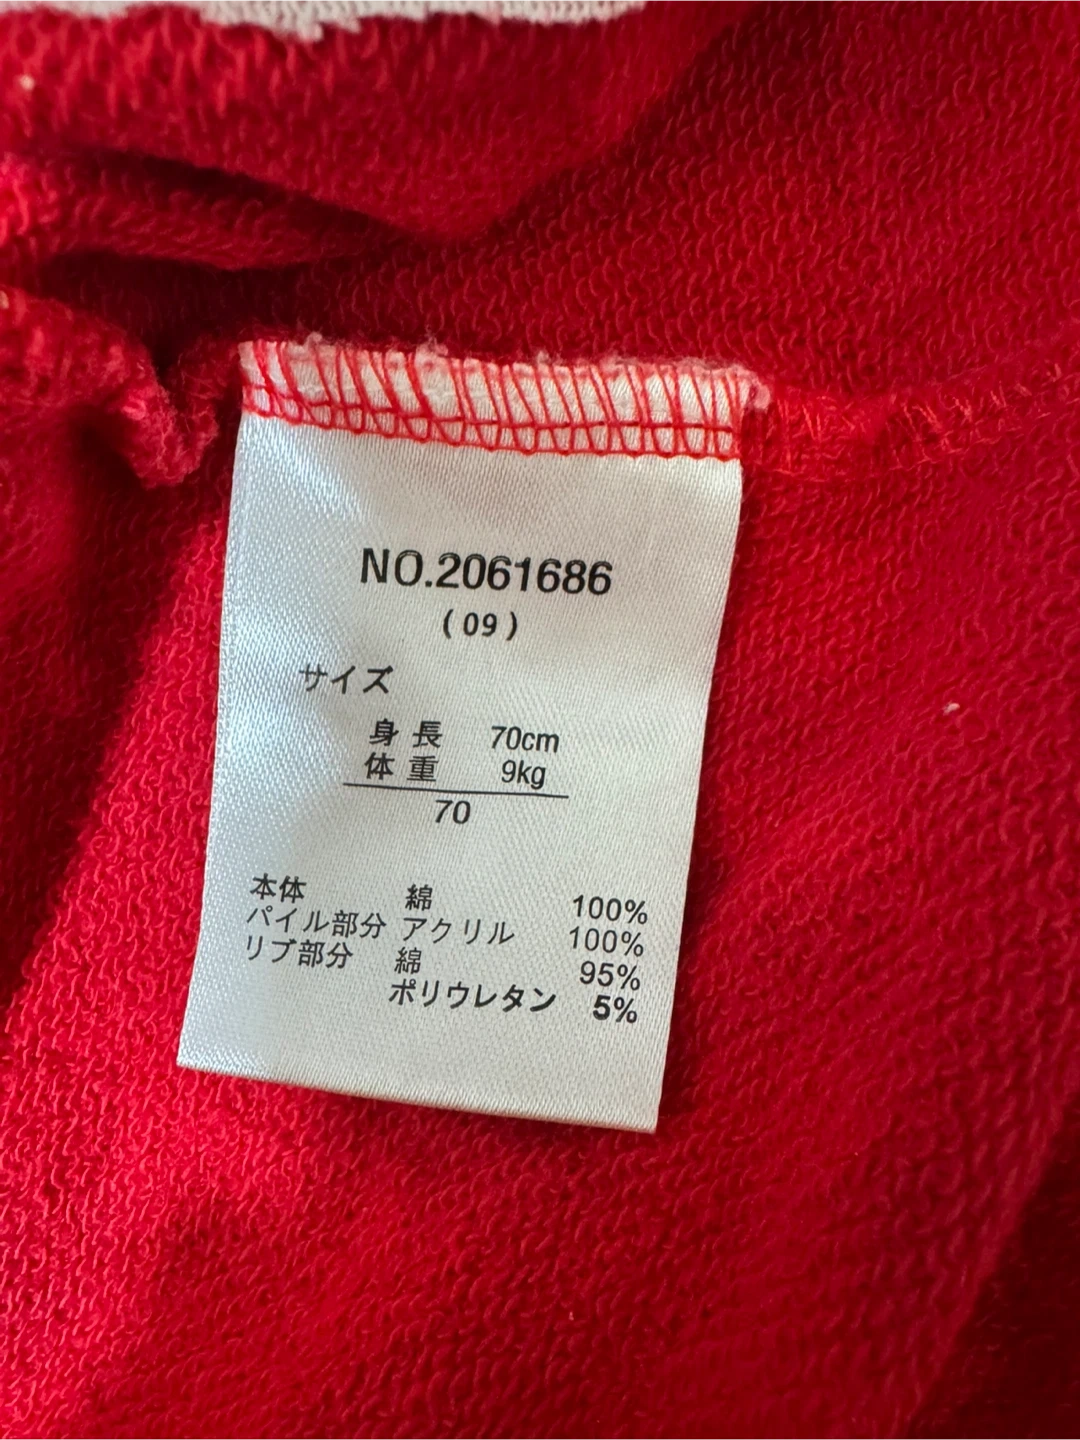 NO.2061686
(09)
サイズ
身長 70cm
体重 9kg
70
本体 綿 100%
パイル部分 アクリル 100%
リブ部分 綿 95%
ポリウレタン 5%